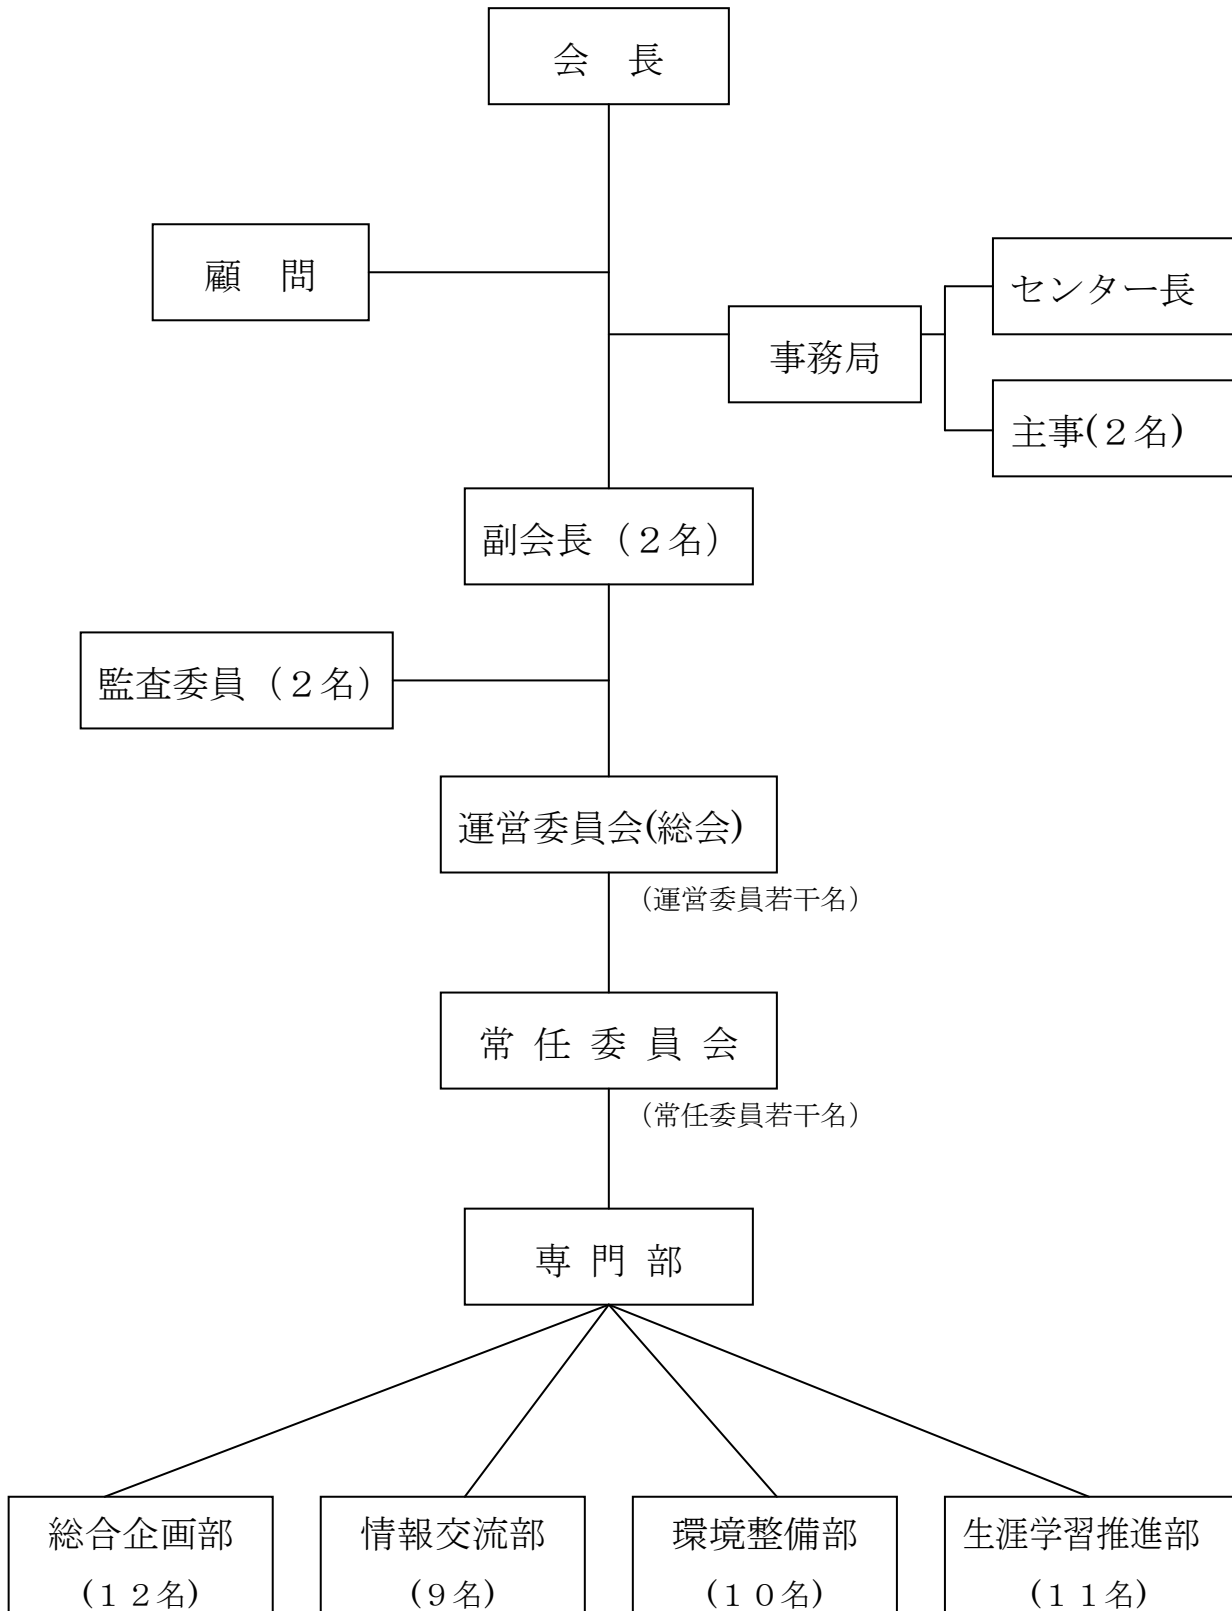 会　長
顧　問
センター長
事務局
主事(２名)
副会長（２名）
監査委員（２名）
運営委員会(総会)
（運営委員若干名）
常 任 委 員 会
（常任委員若干名）
専 門 部
総合企画部
(１２名)
情報交流部
(９名)
環境整備部
(１０名)
生涯学習推進部
(１１名)